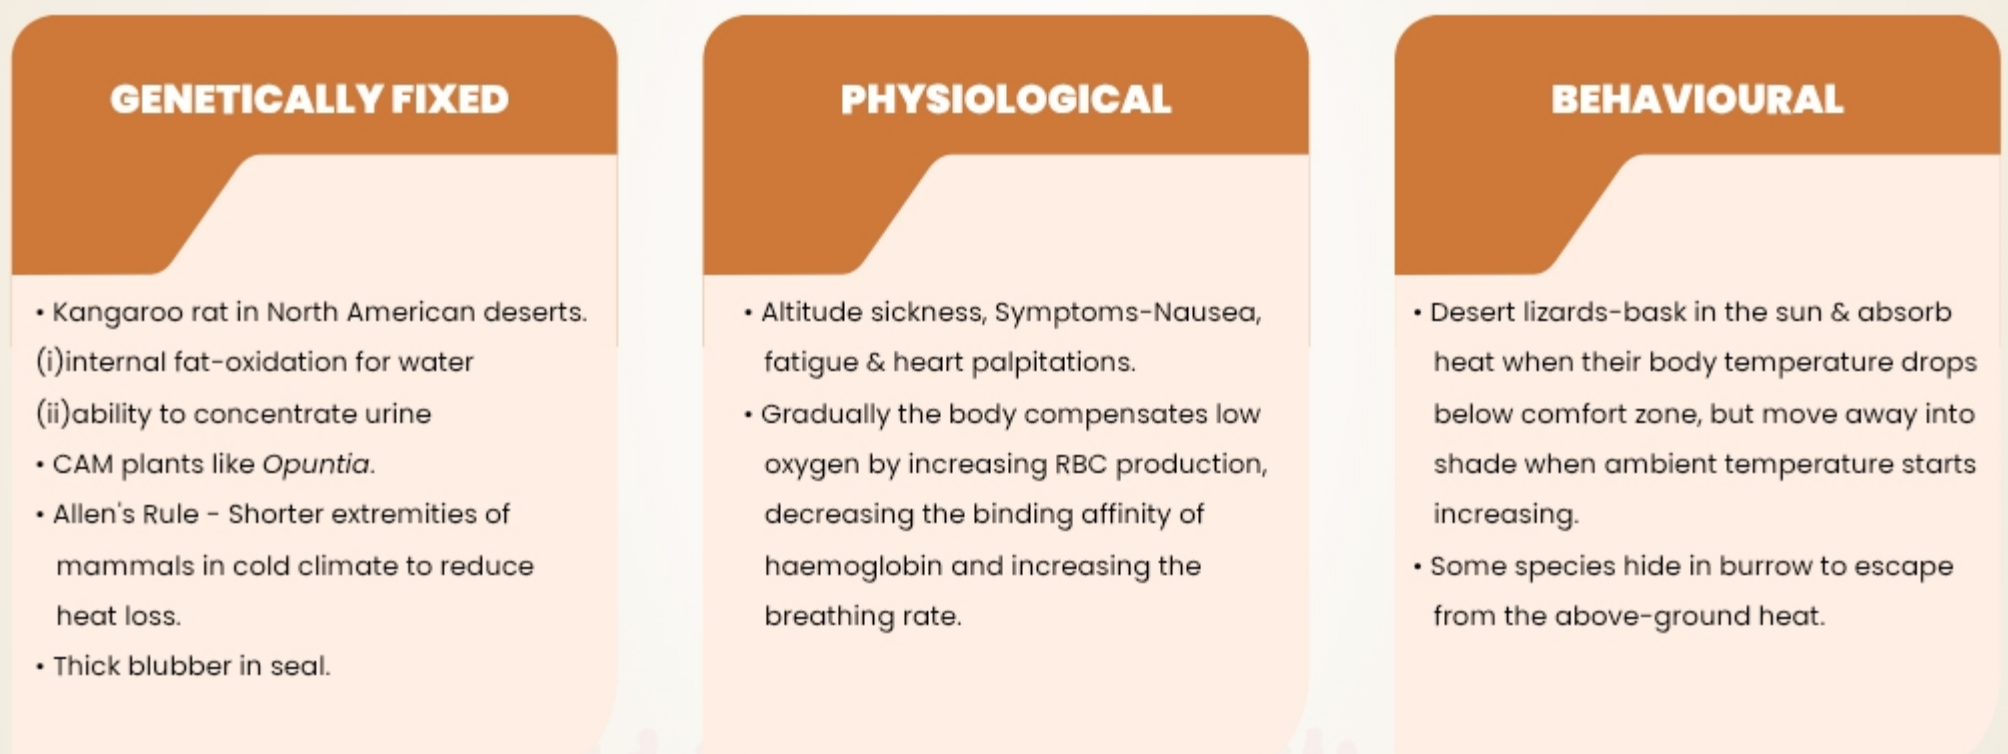 GENETICALLY FIXED
• Kangaroo rat in North American deserts.
(i)internal fat-oxidation for water
(ii)ability to concentrate urine
• CAM plants like Opuntia.
• Allen's Rule - Shorter extremities of
mammals in cold climate to reduce
heat loss.
• Thick blubber in seal.
PHYSIOLOGICAL
• Altitude sickness, Symptoms-Nausea,
fatigue & heart palpitations.
• Gradually the body compensates low
oxygen by increasing RBC production,
decreasing the binding affinity of
haemoglobin and increasing the
breathing rate.
BEHAVIOURAL
• Desert lizards-bask in the sun & absorb
heat when their body temperature drops
below comfort zone, but move away into
shade when ambient temperature starts
increasing.
• Some species hide in burrow to escape
from the above-ground heat.